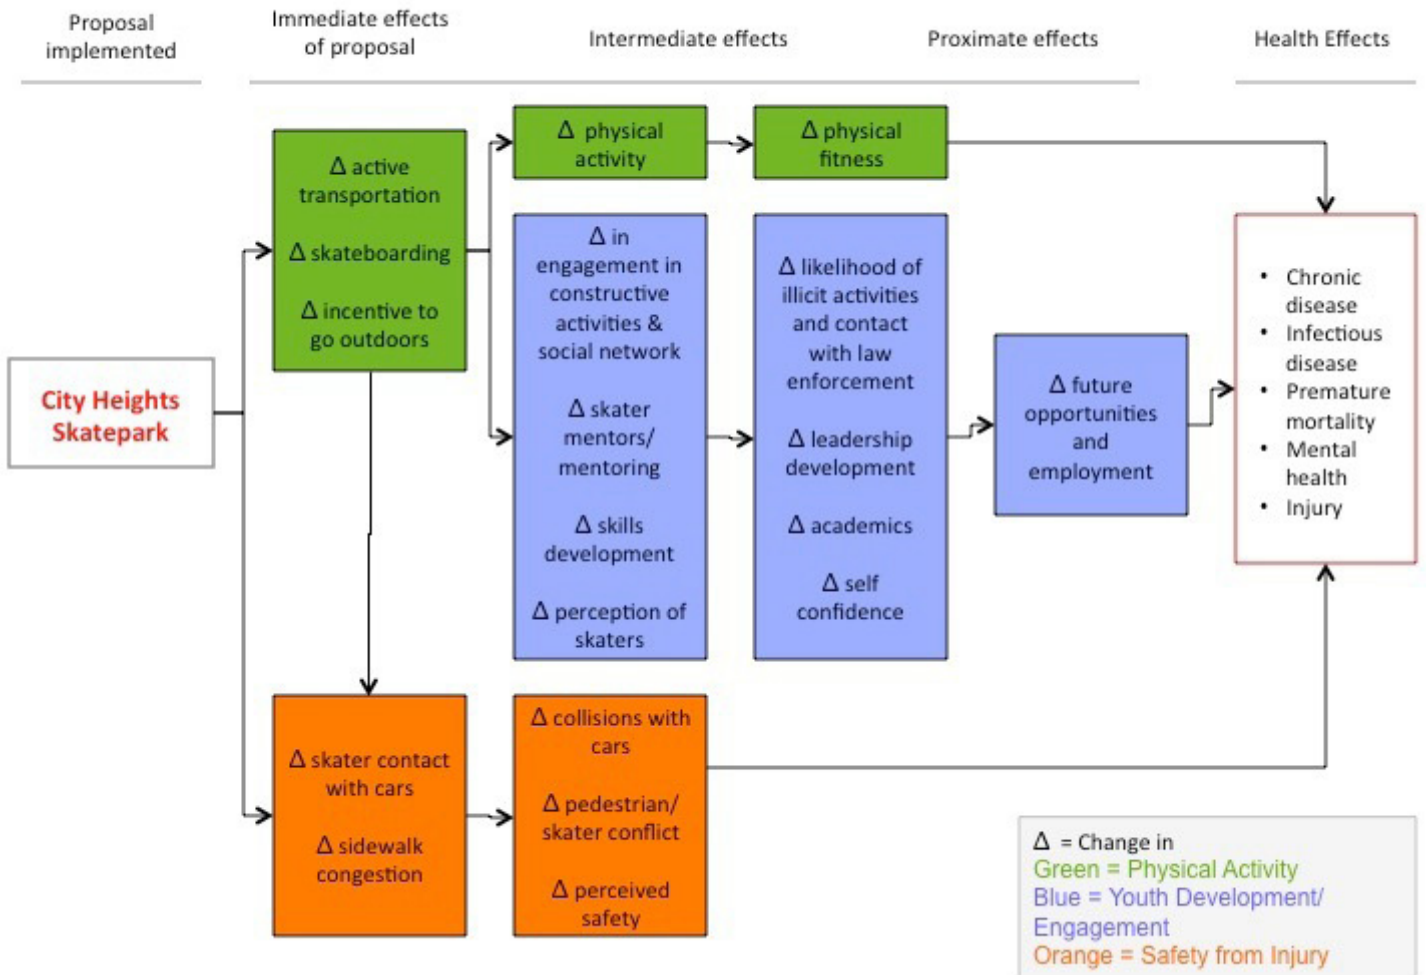 Proposal
implemented
Immediate effects
of proposal
Intermediate effects
Proximate effects
Health Effects
City Heights
Skatepark
Δ active
transportation
Δ skateboarding
Δ incentive to
go outdoors
Δ physical
activity
Δ physical
fitness
Δ in
engagement in
constructive
activities &
social network
Δ skater
mentors/
mentoring
Δ skills
development
Δ perception of
skaters
Δ likelihood of
illicit activities
and contact
with law
enforcement
Δ leadership
development
Δ academics
Δ self
confidence
Δ future
opportunities
and
employment
• Chronic
disease
• Infectious
disease
• Premature
mortality
• Mental
health
• Injury
Δ skater contact
with cars
Δ sidewalk
congestion
Δ collisions with
cars
Δ pedestrian/
skater conflict
Δ perceived
safety
Δ = Change in
Green = Physical Activity
Blue = Youth Development/
Engagement
Orange = Safety from Injury